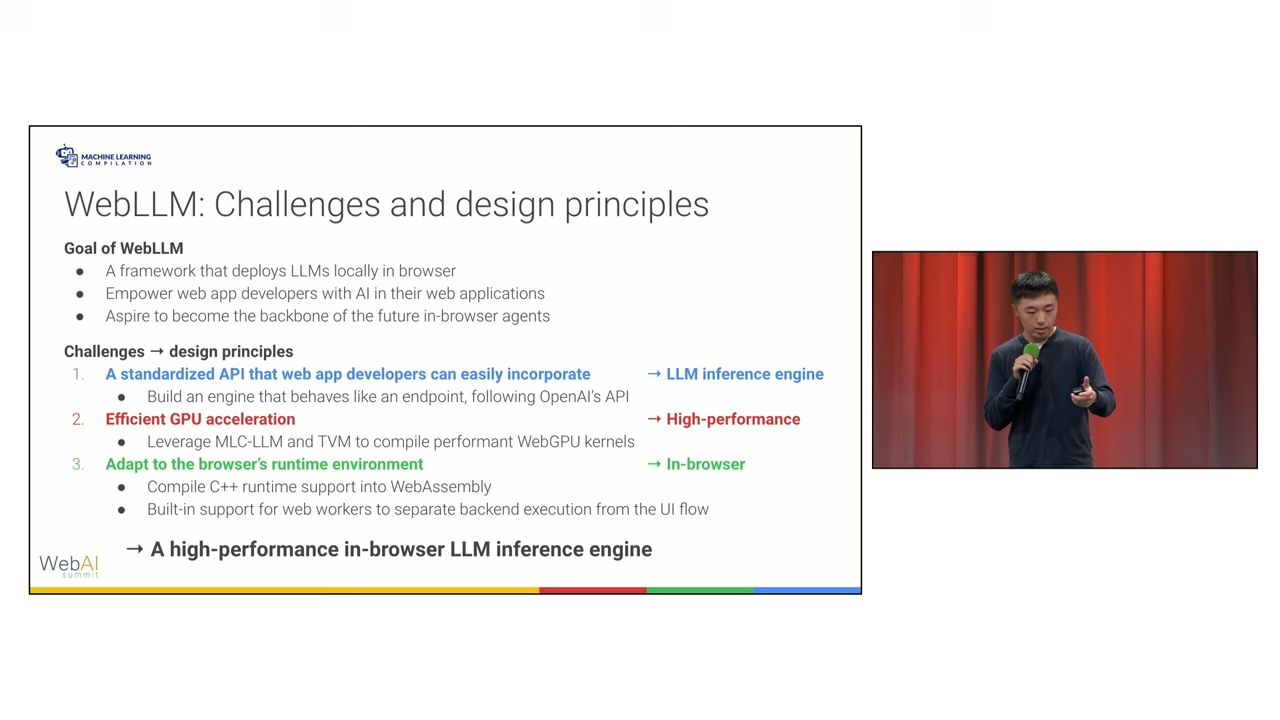 MACHINE LEARNING
COMPILATION
WebLLM: Challenges and design principles
Goal of WebLLM
● A framework that deploys LLMs locally in browser
● Empower web app developers with AI in their web applications
● Aspire to become the backbone of the future in-browser agents
Challenges → design principles
1. A standardized API that web app developers can easily incorporate → LLM inference engine
● Build an engine that behaves like an endpoint, following OpenAI's API
2. Efficient GPU acceleration → High-performance
● Leverage MLC-LLM and TVM to compile performant WebGPU kernels
3. Adapt to the browser's runtime environment → In-browser
● Compile C++ runtime support into WebAssembly
● Built-in support for web workers to separate backend execution from the UI flow
→ A high-performance in-browser LLM inference engine
WebAI
summit